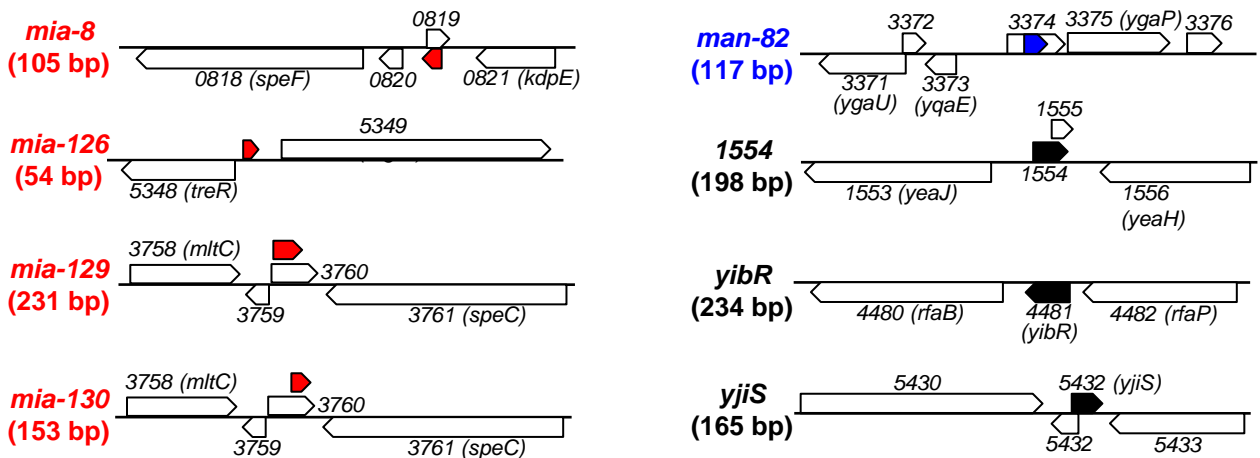 mia-8
(105 bp)
0819
0818 (speF)
0820
0821 (kdpE)
mia-126
(54 bp)
5349
5348 (treR)
mia-129
(231 bp)
3758 (mltC)
3760
3759
3761 (speC)
mia-130
(153 bp)
3758 (mltC)
3760
3759
3761 (speC)
man-82
(117 bp)
3372
3374
3375 (ygaP)
3376
3371
(ygaU)
3373
(yqaE)
1554
(198 bp)
1555
1553 (yeaJ)
1554
1556
(yeaH)
yibR
(234 bp)
4480 (rfaB)
4481
(yibR)
4482 (rfaP)
yjiS
(165 bp)
5430
5432 (yjiS)
5432
5433